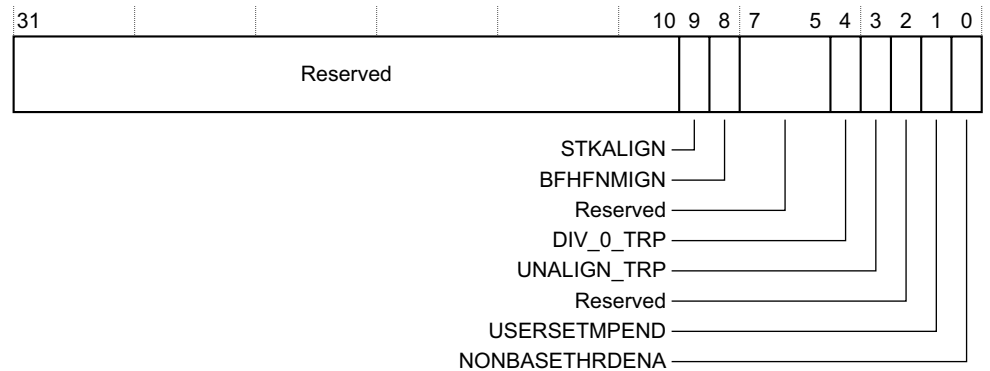 31 10 9 8 7 5 4 3 2 1 0
Reserved
STKALIGN
BFHFNMIGN
Reserved
DIV_0_TRP
UNALIGN_TRP
Reserved
USERSETMPEND
NONBASETHRDENA